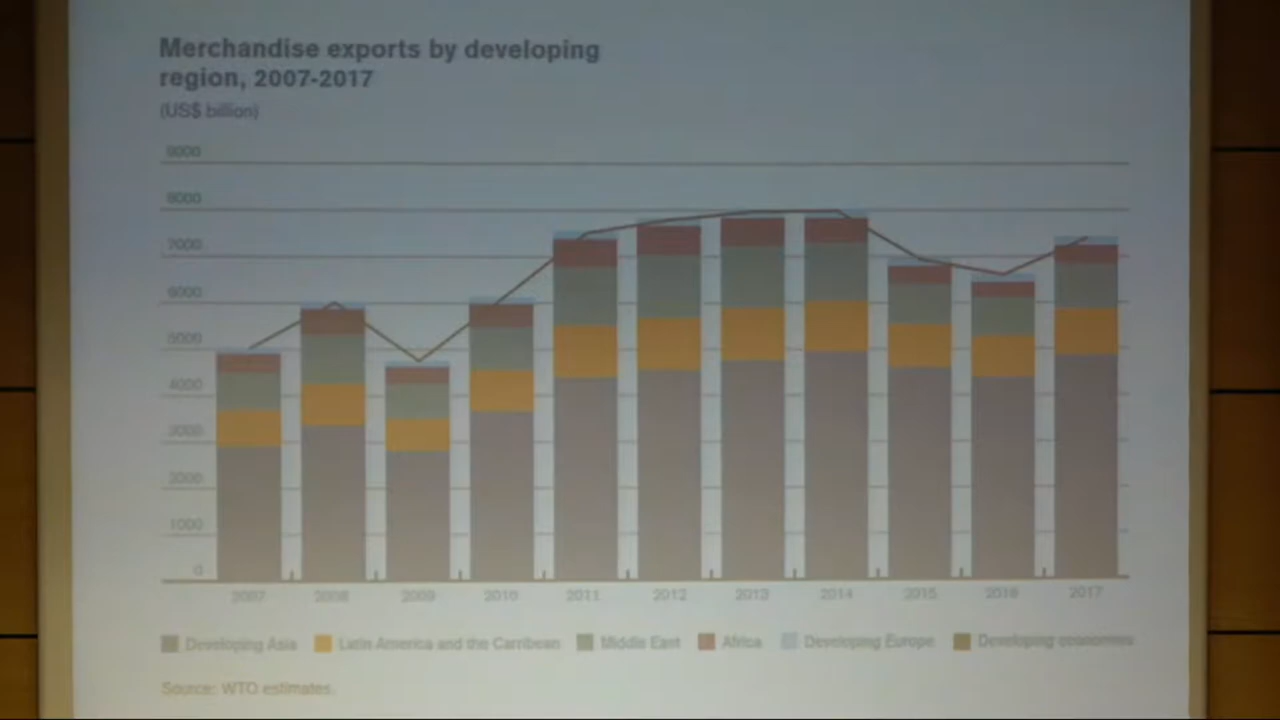 Merchandise exports by developing
region, 2007-2017
(US$ billion)
9000
8000
7000
6000
5000
4000
3000
2000
1000
0
2007 2008 2009 2010 2011 2012 2013 2014 2015 2016 2017
Developing Asia Latin America and the Carribean Middle East Africa Developing Europe Developing economies
Source: WTO estimates.